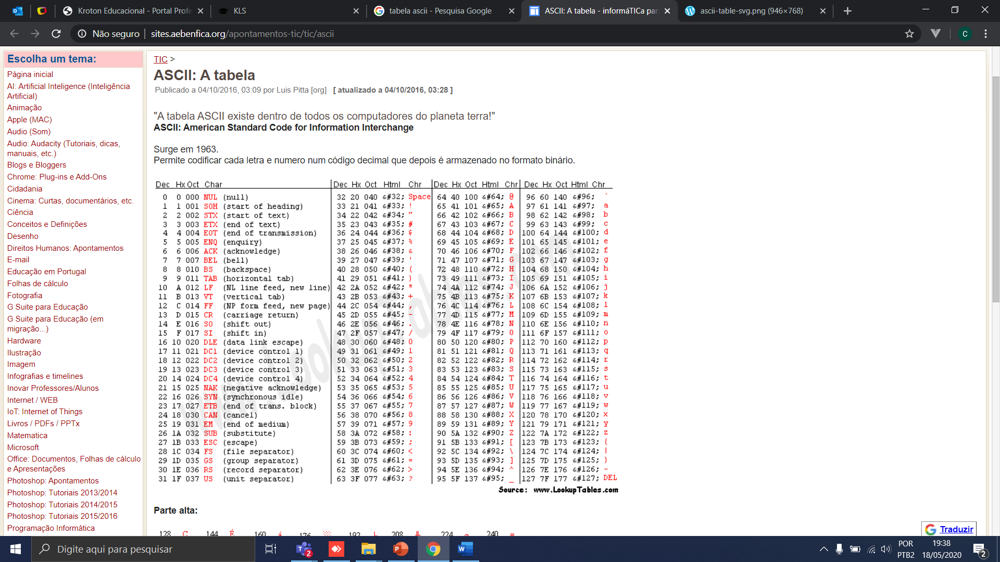 Kroton Educacional - Portal Profe
KLS
tabela ascii - Pesquisa Google
ASCII: A tabela - informáTICa par
ascii-table-svg.png (946×768)
Não seguro | sites.aebenfica.org/apontamentos-tic/tic/ascii
C
Escolha um tema:
Página inicial
AI: Artificial Inteligence (Inteligência
Artificial)
Animação
Apple (MAC)
Audio (Som)
Audio: Audacity (Tutoriais, dicas,
manuais, etc.)
Blogs e Bloggers
Chrome: Plug-ins e Add-Ons
Cidadania
Cinema: Curtas, documentários, etc.
Ciência
Conceitos e Definições
Desenho
Direitos Humanos: Apontamentos
E-mail
Educação em Portugal
Folhas de cálculo
Fotografia
G Suite para Educação
G Suite para Educação (em
migração...)
Hardware
Ilustração
Imagem
Infografias e timelines
Inovar Professores/Alunos
Internet / WEB
IoT: Internet of Things
Livros / PDFs / PPTx
Matematica
Microsoft
Office: Documentos, Folhas de cálculo
e Apresentações
Photoshop: Apontamentos
Photoshop: Tutoriais 2013/2014
Photoshop: Tutoriais 2014/2015
Photoshop: Tutoriais 2015/2016
Programação Informática
TIC >
ASCII: A tabela
Publicado a 04/10/2016, 03:09 por Luis Pitta [org] [ atualizado a 04/10/2016, 03:28 ]
"A tabela ASCII existe dentro de todos os computadores do planeta terra!"
ASCII: American Standard Code for Information Interchange
Surge em 1963.
Permite codificar cada letra e numero num código decimal que depois é armazenado no formato binário.
Dec Hx Oct Char Dec Hx Oct Html Chr Dec Hx Oct Html Chr Dec Hx Oct Html Chr
0 0 000 NUL (null) 32 20 040 &#32; Space 64 40 100 &#64; @ 96 60 140 &#96; `
1 1 001 SOH (start of heading) 33 21 041 &#33; ! 65 41 101 &#65; A 97 61 141 &#97; a
2 2 002 STX (start of text) 34 22 042 &#34; " 66 42 102 &#66; B 98 62 142 &#98; b
3 3 003 ETX (end of text) 35 23 043 &#35; # 67 43 103 &#67; C 99 63 143 &#99; c
4 4 004 EOT (end of transmission) 36 24 044 &#36; $ 68 44 104 &#68; D 100 64 144 &#100; d
5 5 005 ENQ (enquiry) 37 25 045 &#37; % 69 45 105 &#69; E 101 65 145 &#101; e
6 6 006 ACK (acknowledge) 38 26 046 &#38; & 70 46 106 &#70; F 102 66 146 &#102; f
7 7 007 BEL (bell) 39 27 047 &#39; ' 71 47 107 &#71; G 103 67 147 &#103; g
8 8 010 BS (backspace) 40 28 050 &#40; ( 72 48 110 &#72; H 104 68 150 &#104; h
9 9 011 TAB (horizontal tab) 41 29 051 &#41; ) 73 49 111 &#73; I 105 69 151 &#105; i
10 A 012 LF (NL line feed, new line) 42 2A 052 &#42; * 74 4A 112 &#74; J 106 6A 152 &#106; j
11 B 013 VT (vertical tab) 43 2B 053 &#43; + 75 4B 113 &#75; K 107 6B 153 &#107; k
12 C 014 FF (NP form feed, new page) 44 2C 054 &#44; , 76 4C 114 &#76; L 108 6C 154 &#108; l
13 D 015 CR (carriage return) 45 2D 055 &#45; - 77 4D 115 &#77; M 109 6D 155 &#109; m
14 E 016 SO (shift out) 46 2E 056 &#46; . 78 4E 116 &#78; N 110 6E 156 &#110; n
15 F 017 SI (shift in) 47 2F 057 &#47; / 79 4F 117 &#79; O 111 6F 157 &#111; o
16 10 020 DLE (data link escape) 48 30 060 &#48; 0 80 50 120 &#80; P 112 70 160 &#112; p
17 11 021 DC1 (device control 1) 49 31 061 &#49; 1 81 51 121 &#81; Q 113 71 161 &#113; q
18 12 022 DC2 (device control 2) 50 32 062 &#50; 2 82 52 122 &#82; R 114 72 162 &#114; r
19 13 023 DC3 (device control 3) 51 33 063 &#51; 3 83 53 123 &#83; S 115 73 163 &#115; s
20 14 024 DC4 (device control 4) 52 34 064 &#52; 4 84 54 124 &#84; T 116 74 164 &#116; t
21 15 025 NAK (negative acknowledge) 53 35 065 &#53; 5 85 55 125 &#85; U 117 75 165 &#117; u
22 16 026 SYN (synchronous idle) 54 36 066 &#54; 6 86 56 126 &#86; V 118 76 166 &#118; v
23 17 027 ETB (end of trans. block) 55 37 067 &#55; 7 87 57 127 &#87; W 119 77 167 &#119; w
24 18 030 CAN (cancel) 56 38 070 &#56; 8 88 58 130 &#88; X 120 78 170 &#120; x
25 19 031 EM (end of medium) 57 39 071 &#57; 9 89 59 131 &#89; Y 121 79 171 &#121; y
26 1A 032 SUB (substitute) 58 3A 072 &#58; : 90 5A 132 &#90; Z 122 7A 172 &#122; z
27 1B 033 ESC (escape) 59 3B 073 &#59; ; 91 5B 133 &#91; [ 123 7B 173 &#123; {
28 1C 034 FS (file separator) 60 3C 074 &#60; < 92 5C 134 &#92; \ 124 7C 174 &#124; |
29 1D 035 GS (group separator) 61 3D 075 &#61; = 93 5D 135 &#93; ] 125 7D 175 &#125; }
30 1E 036 RS (record separator) 62 3E 076 &#62; > 94 5E 136 &#94; ^ 126 7E 176 &#126; ~
31 1F 037 US (unit separator) 63 3F 077 &#63; ? 95 5F 137 &#95; _ 127 7F 177 &#127; DEL
www.LookupTables.com
Source: www.LookupTables.com
Parte alta:
128 144 É 160 á 176 192 208 224 240
Traduzir
Digite aqui para pesquisar
2
POR
PTB2
19:38
18/05/2020
2